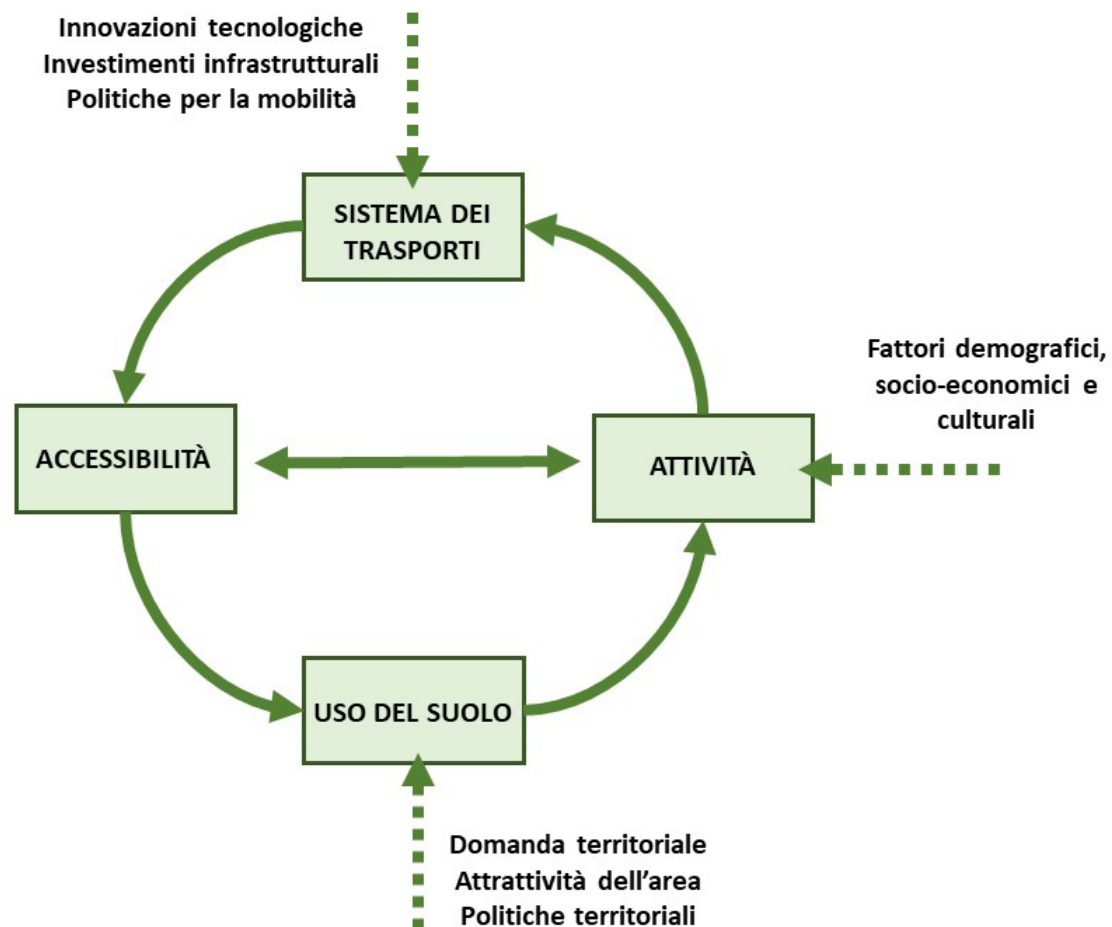 Innovazioni tecnologiche
Investimenti infrastrutturali
Politiche per la mobilità
SISTEMA DEI
TRASPORTI
Fattori demografici,
socio-economici e
culturali
ACCESSIBILITÀ
ATTIVITÀ
USO DEL SUOLO
Domanda territoriale
Attrattività dell’area
Politiche territoriali